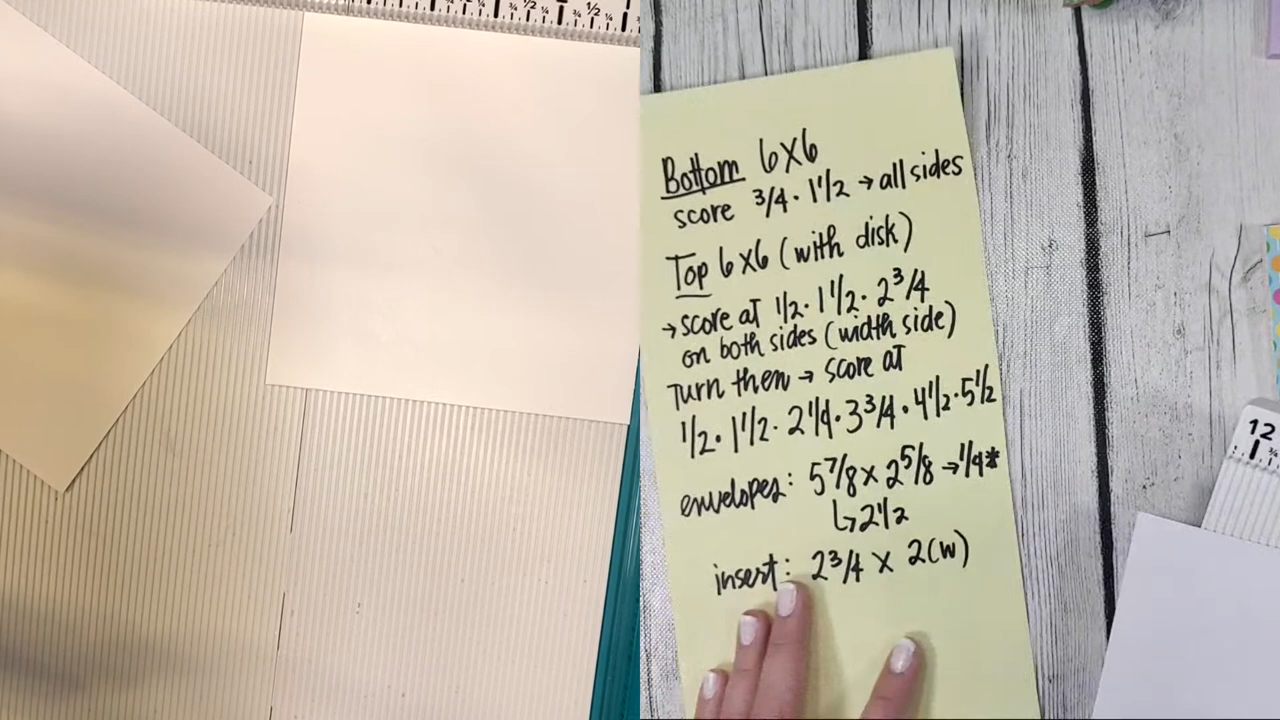 Bottom 6X6
score 3/4 · 1 1/2 → all sides
Top 6X6 (with disk)
→ score at 1/2 · 1 1/2 · 2 3/4
on both sides (width side)
Turn then → score at
1/2 · 1 1/2 · 2 1/4 · 3 3/4 · 4 1/2 · 5 1/2
envelopes: 5 7/8 x 2 5/8 → 1/4*
↳ 2 1/2
insert: 2 3/4 X 2(w)
12